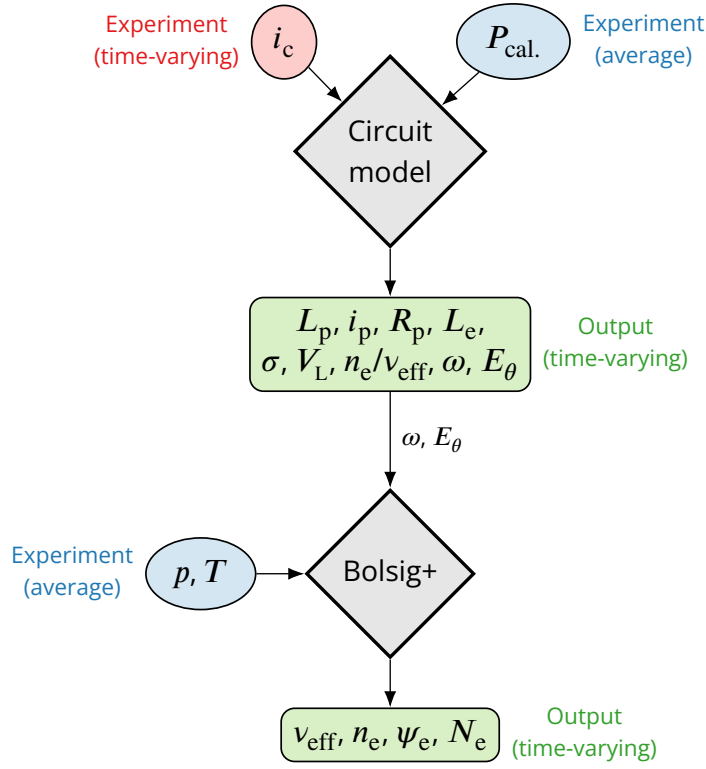 Experiment
(time-varying)
i_c
P_cal.
Experiment
(average)
Circuit
model
L_p, i_p, R_p, L_e,
σ, V_L, n_e/ν_eff, ω, E_θ
Output
(time-varying)
ω, E_θ
Experiment
(average)
p, T
Bolsig+
ν_eff, n_e, ψ_e, N_e
Output
(time-varying)